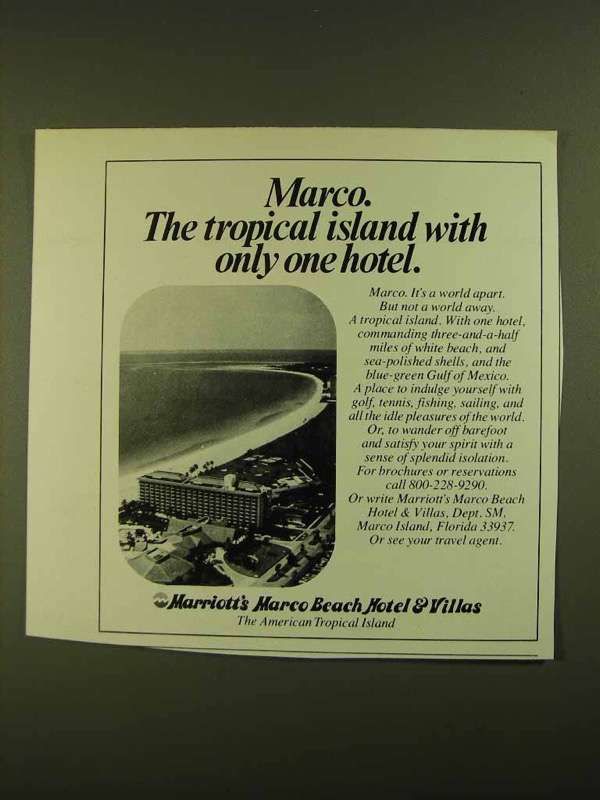 Marco.
The tropical island with
only one hotel.
Marco. It's a world apart.
But not a world away.
A tropical island. With one hotel,
commanding three-and-a-half
miles of white beach, and
sea-polished shells, and the
blue-green Gulf of Mexico.
A place to indulge yourself with
golf, tennis, fishing, sailing, and
all the idle pleasures of the world.
Or, to wander off barefoot
and satisfy your spirit with a
sense of splendid isolation.
For brochures or reservations
call 800-228-9290.
Or write Marriott's Marco Beach
Hotel & Villas, Dept. SM,
Marco Island, Florida 33937.
Or see your travel agent.
Marriott's Marco Beach Hotel & Villas
The American Tropical Island